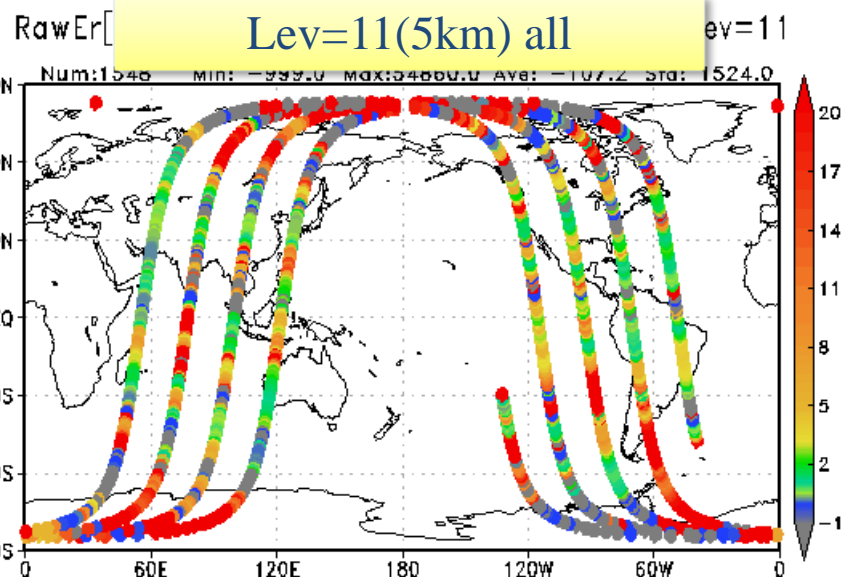 RawEr[
Lev=11(5km) all
ev=11
Num:1548 Min: -999.0 Max:54860.0 Ave: -107.2 Std: 1524.0
N
N
N
Q
S
S
S
20
17
14
11
8
5
2
-1
0 60E 120E 180 120W 60W 0